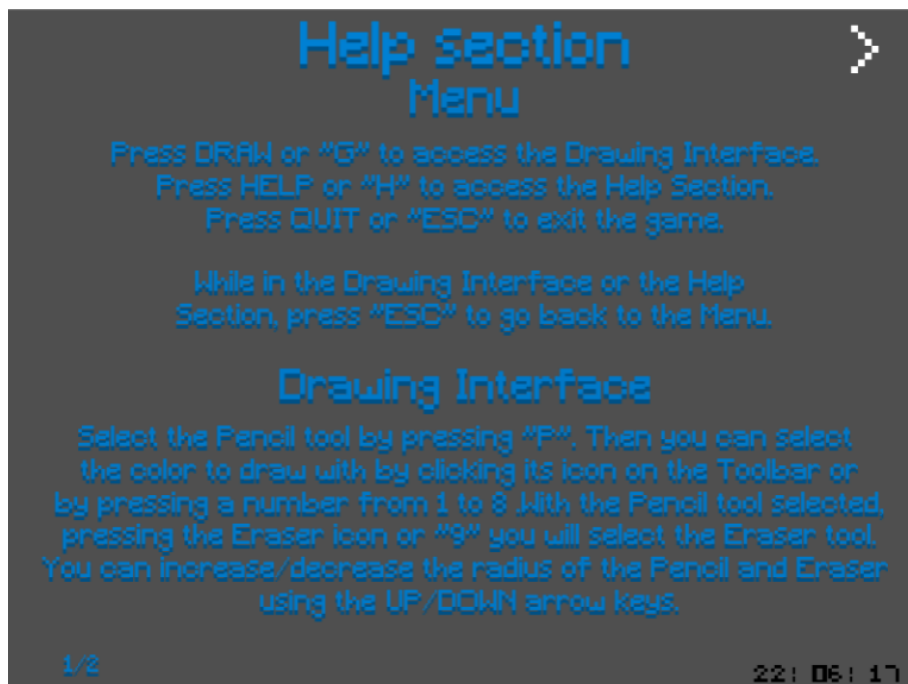 Help section
>
Menu
Press DRAW or "G" to access the Drawing Interface.
Press HELP or "H" to access the Help Section.
Press QUIT or "ESC" to exit the game.
While in the Drawing Interface or the Help
Section, press "ESC" to go back to the Menu.
Drawing Interface
Select the Pencil tool by pressing "P". Then you can select
the color to draw with by clicking its icon on the Toolbar or
by pressing a number from 1 to 8 .With the Pencil tool selected,
pressing the Eraser icon or "9" you will select the Eraser tool.
You can increase/decrease the radius of the Pencil and Eraser
using the UP/DOWN arrow keys.
1/2
22: 06: 17